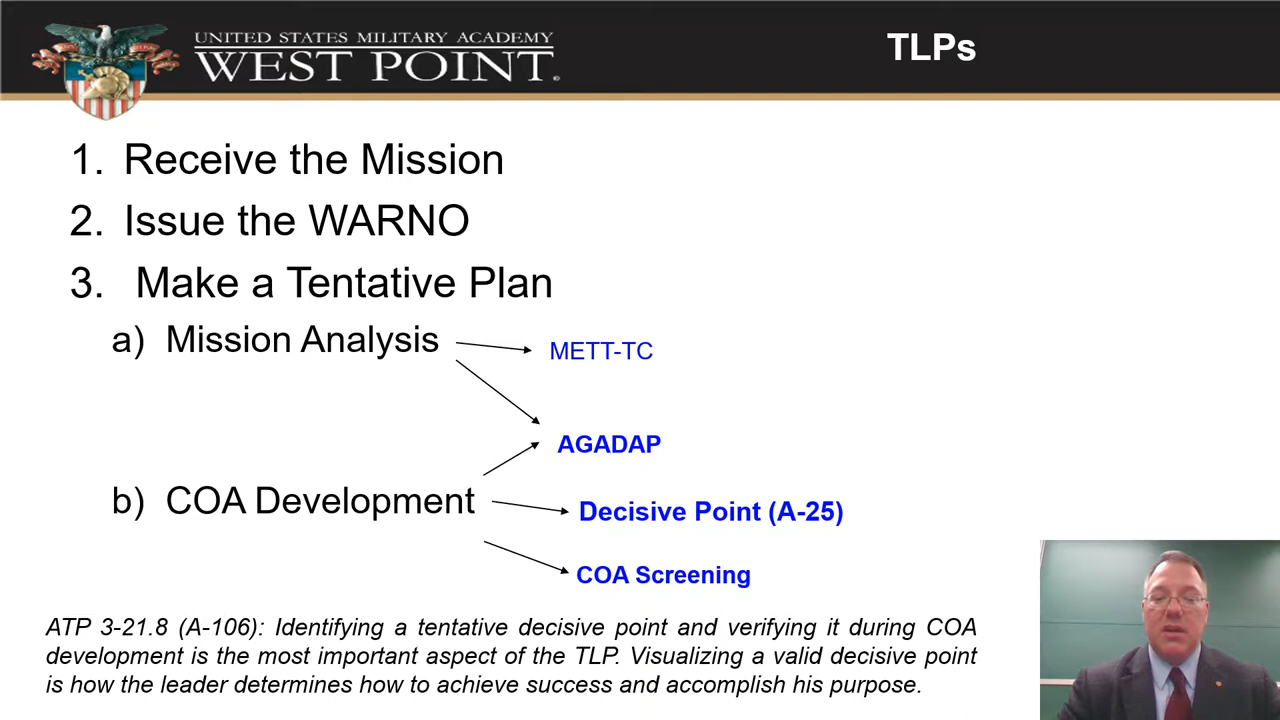 UNITED STATES MILITARY ACADEMY
WEST POINT.
TLPs
1. Receive the Mission
2. Issue the WARNO
3. Make a Tentative Plan
a) Mission Analysis
METT-TC
AGADAP
b) COA Development
Decisive Point (A-25)
COA Screening
ATP 3-21.8 (A-106): Identifying a tentative decisive point and verifying it during COA
development is the most important aspect of the TLP. Visualizing a valid decisive point
is how the leader determines how to achieve success and accomplish his purpose.